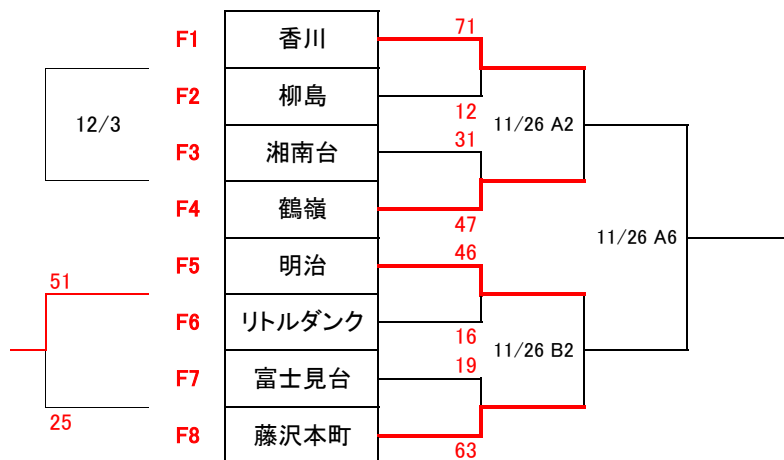 F1 香川 71
F2 柳島 12
12/3
11/26 A2
F3 湘南台 31
F4 鶴嶺 47
11/26 A6
F5 明治 46
51
F6 リトルダンク 16
11/26 B2
F7 富士見台 19
25
F8 藤沢本町 63